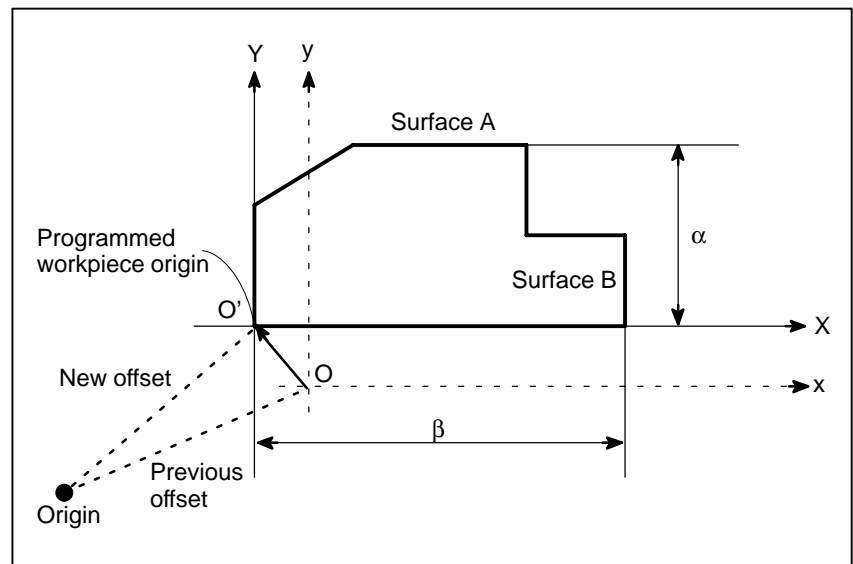 Y
y
Surface A
α
Programmed
workpiece origin
Surface B
O’
X
New offset
O
x
β
Previous
offset
Origin